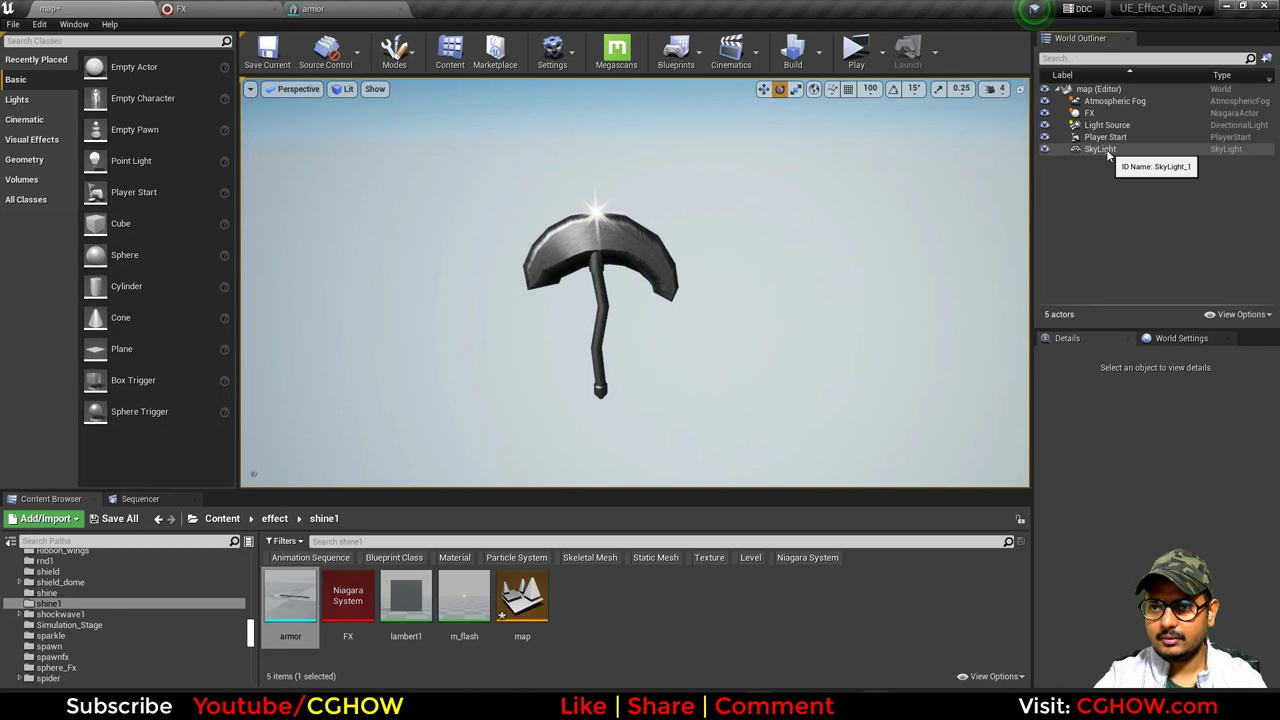 map*
FX
armor
DDC
UE_Effect_Gallery
File Edit Window Help
Search Classes
Recently Placed
Basic
Lights
Cinematic
Visual Effects
Geometry
Volumes
All Classes
Empty Actor
Empty Character
Empty Pawn
Point Light
Player Start
Cube
Sphere
Cylinder
Cone
Plane
Box Trigger
Sphere Trigger
Save Current
Source Control
Modes
Content
Marketplace
Settings
Megascans
Blueprints
Cinematics
Build
Play
Launch
Perspective Lit Show
100 15° 0.25 4
World Outliner
Search...
Label Type
map (Editor) World
Atmospheric Fog AtmosphericFog
FX NiagaraActor
Light Source DirectionalLight
Player Start PlayerStart
SkyLight SkyLight
ID Name: SkyLight_1
5 actors View Options
Details World Settings
Select an object to view details.
Content Browser Sequencer
Add/Import Save All Content effect shine1
Search Paths
Filters Search shine1
Animation Sequence Blueprint Class Material Particle System Skeletal Mesh Static Mesh Texture Level Niagara System
Ribbon_wings
rnd1
shield
shield_dome
shine
shine1
shockwave1
Simulation_Stage
sparkle
spawn
spawnfx
sphere_Fx
spider
Niagara
System
armor FX lambert1 m_flash map
5 items (1 selected) View Options
Subscribe Youtube/CGHOW Like | Share | Comment Visit: CGHOW.com